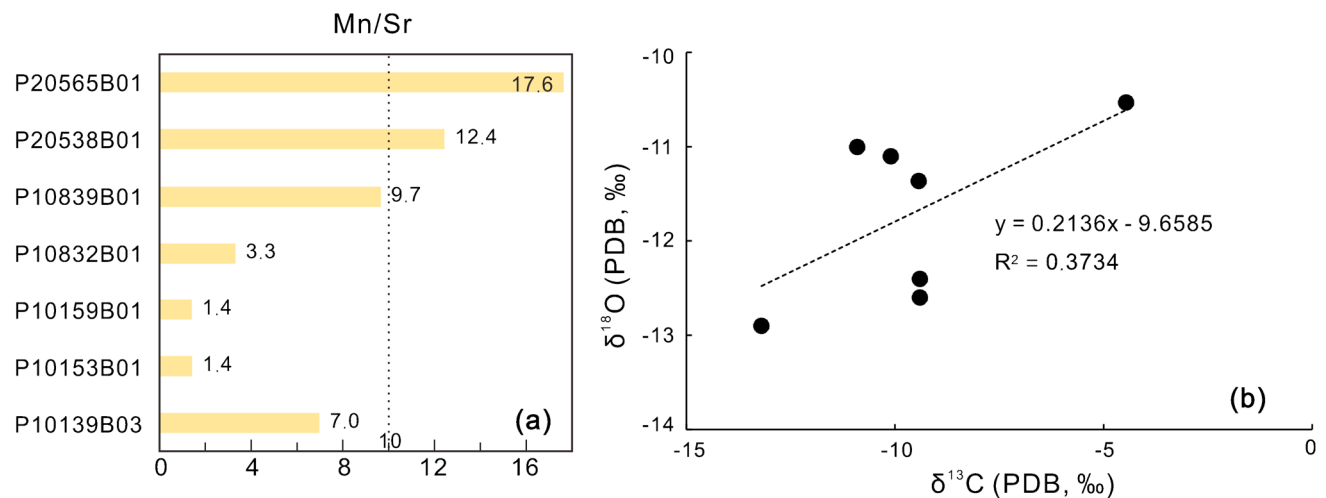 Mn/Sr
P20565B01
17.6
P20538B01
12.4
P10839B01
9.7
P10832B01
3.3
P10159B01
1.4
P10153B01
1.4
P10139B03
7.0
10
(a)
0 4 8 12 16
-10
-11
-12
-13
-14
δ¹⁸O (PDB, ‰)
y = 0.2136x - 9.6585
R² = 0.3734
(b)
-15 -10 -5 0
δ¹³C (PDB, ‰)